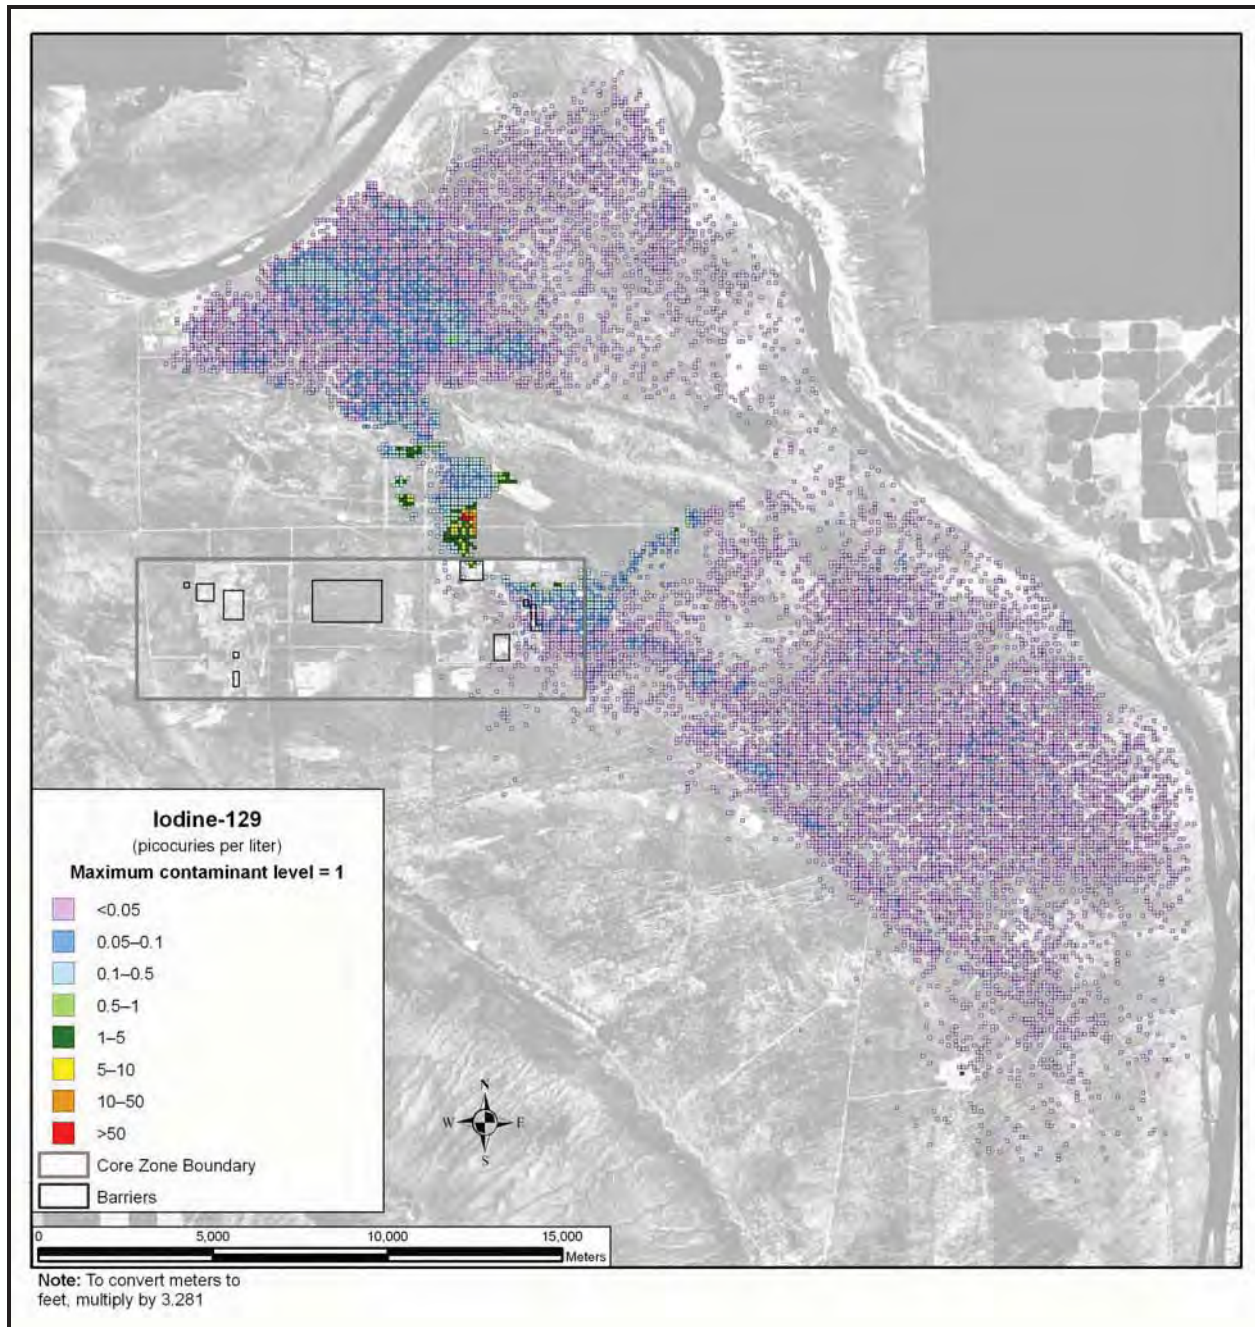 N
W E
S
Iodine-129
(picocuries per liter)
Maximum contaminant level = 1
<0.05
0.05–0.1
0.1–0.5
0.5–1
1–5
5–10
10–50
>50
Core Zone Boundary
Barriers
0 5,000 10,000 15,000
Meters
Note: To convert meters to
feet, multiply by 3.281